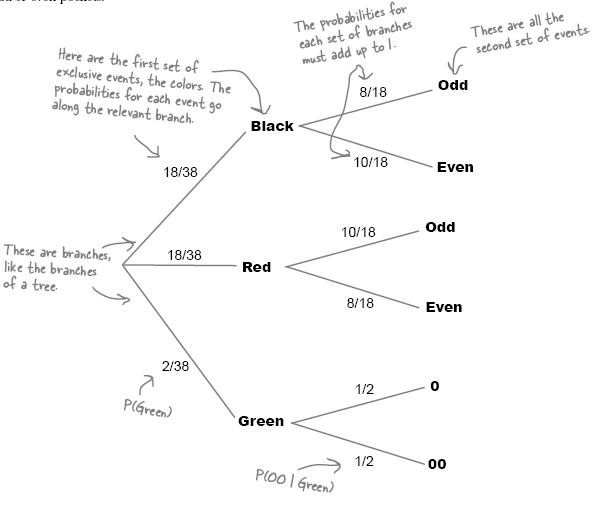 The probabilities for
each set of branches
must add up to 1.
These are all the
second set of events.
Here are the first set of
exclusive events, the colors. The
probabilities for each event go
along the relevant branch.
8/18
Odd
Black
10/18
Even
18/38
These are branches,
like the branches
of a tree.
18/38
Red
10/18
Odd
8/18
Even
2/38
P(Green)
Green
1/2
0
1/2
00
P(00 | Green)